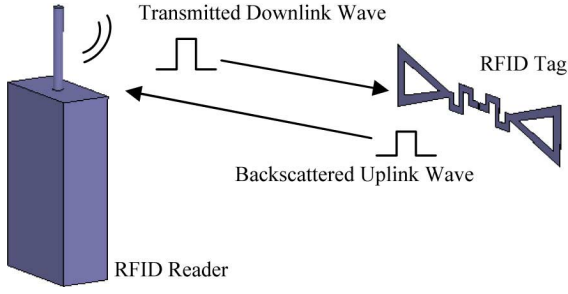 Transmitted Downlink Wave
RFID Tag
Backscattered Uplink Wave
RFID Reader